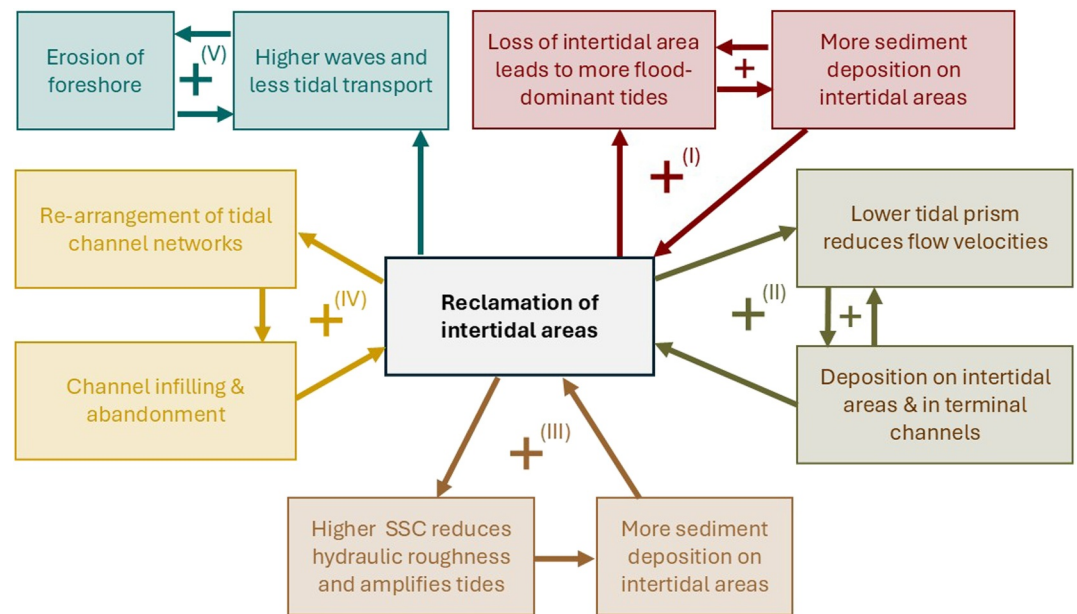 Erosion of
foreshore
+(V)
Higher waves and
less tidal transport
Loss of intertidal area
leads to more flood-
dominant tides
+
More sediment
deposition on
intertidal areas
+(I)
Re-arrangement of tidal
channel networks
+(IV)
Channel infilling &
abandonment
Reclamation of
intertidal areas
Lower tidal prism
reduces flow velocities
+(II)
+
Deposition on intertidal
areas & in terminal
channels
+(III)
Higher SSC reduces
hydraulic roughness
and amplifies tides
More sediment
deposition on
intertidal areas